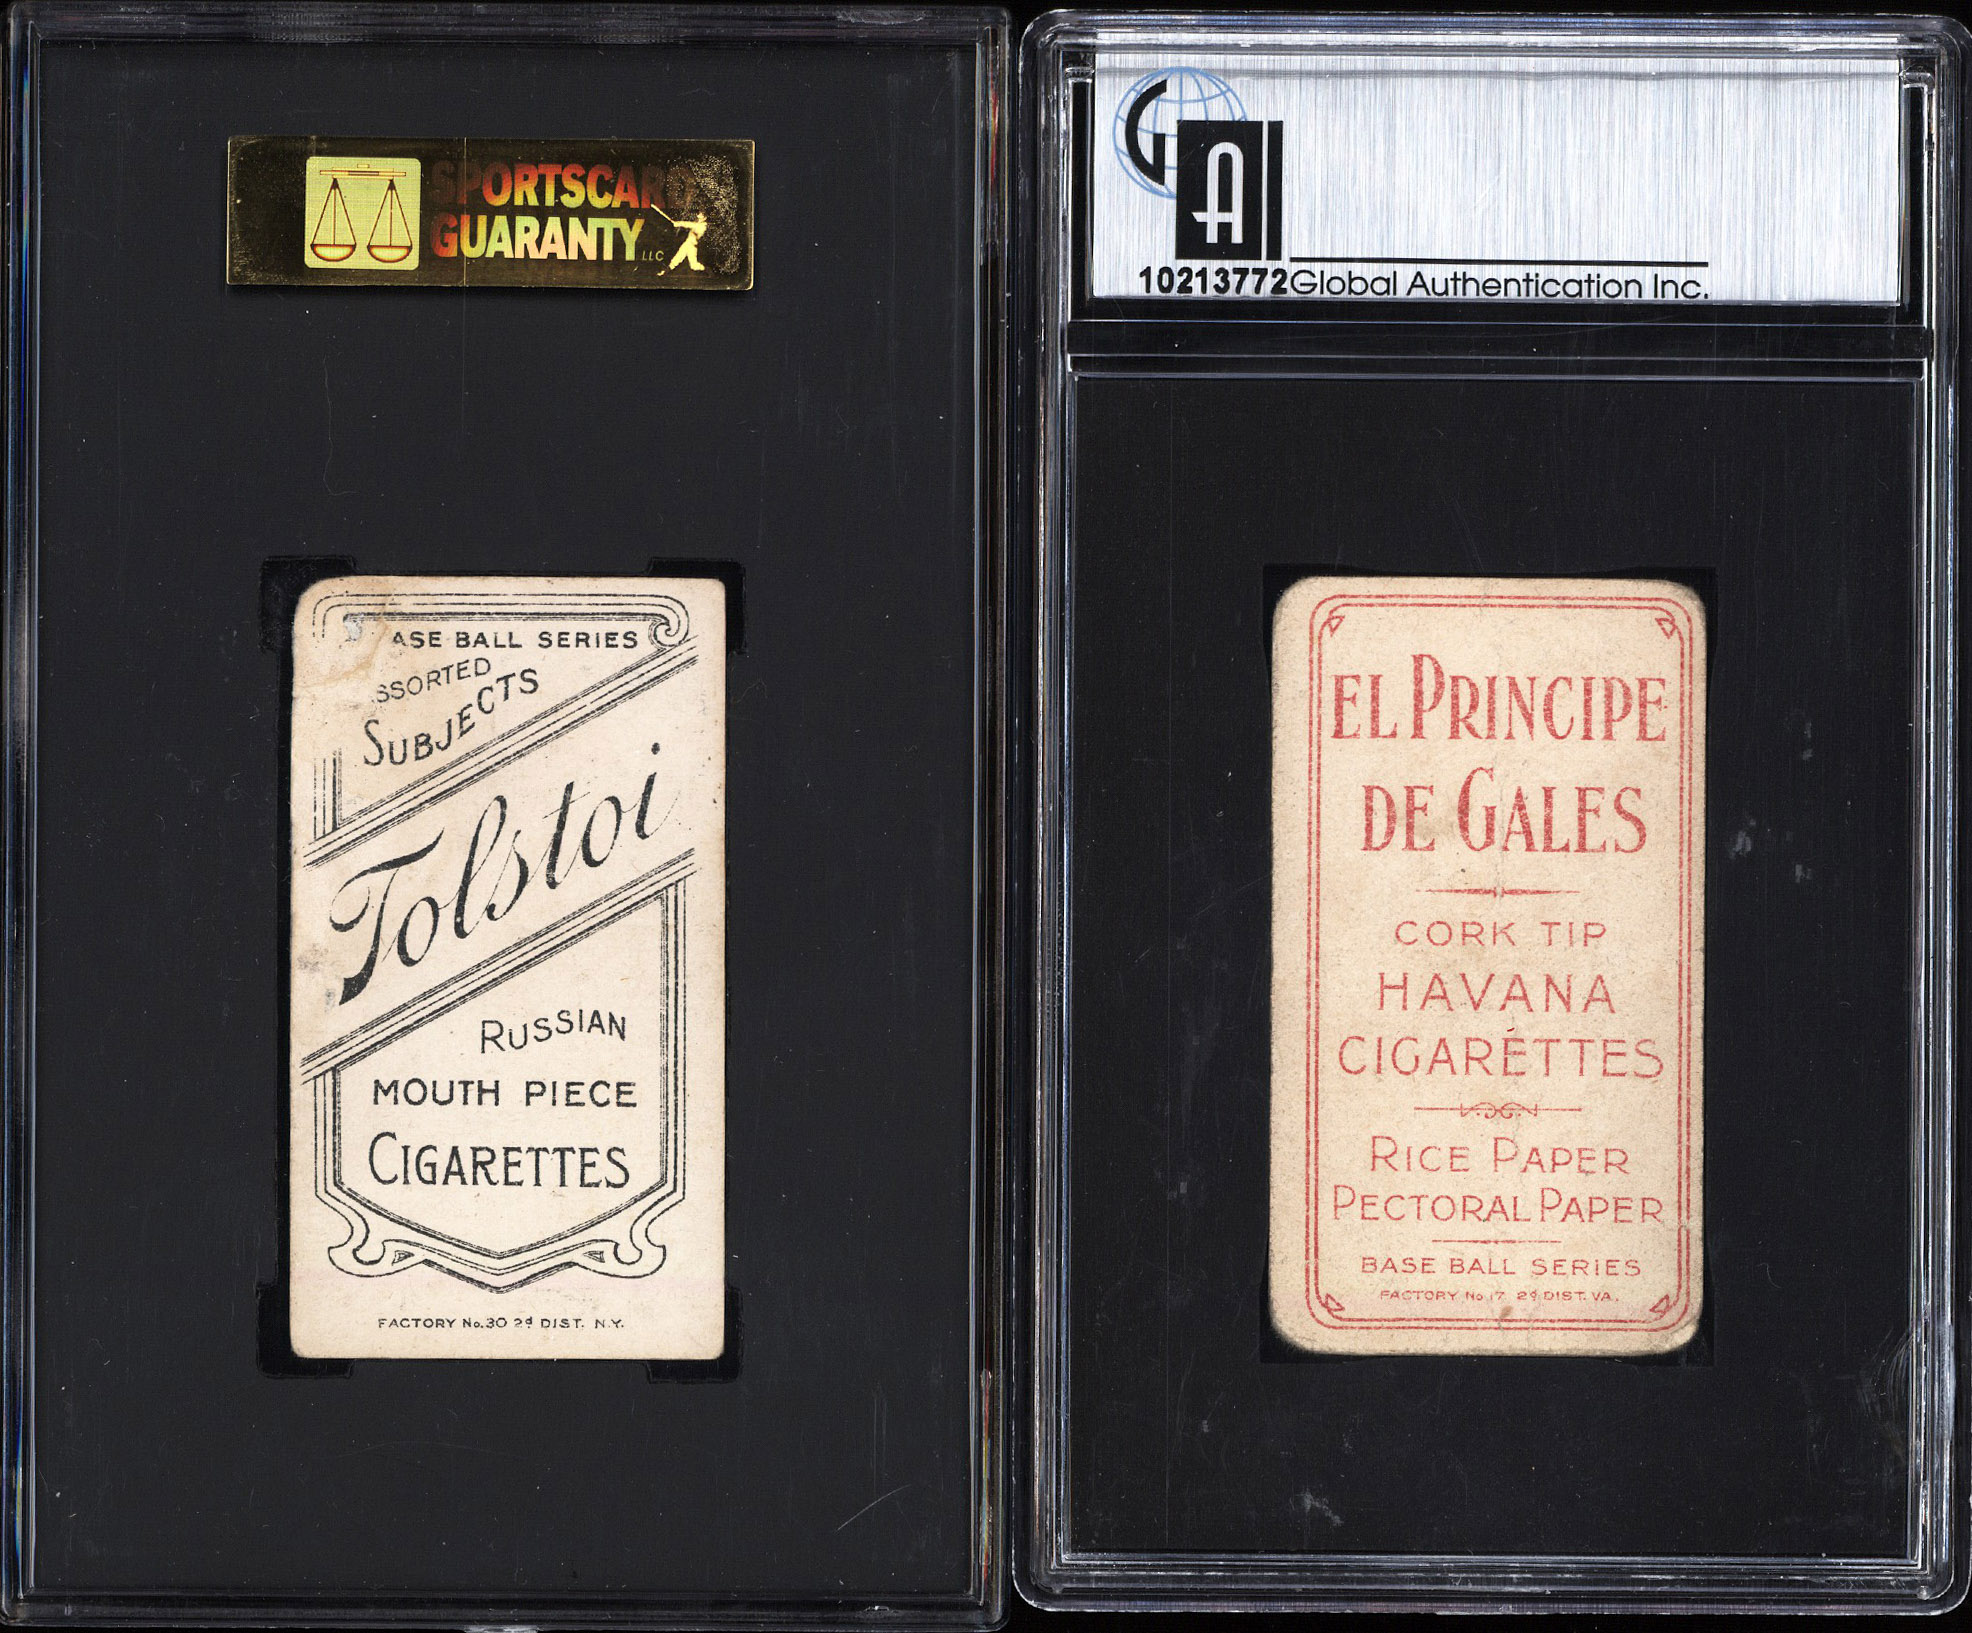 SPORTSCARD
GUARANTY LLC
ASE BALL SERIES
SSORTED
SUBJECTS
Tolstoi
RUSSIAN
MOUTH PIECE
CIGARETTES
FACTORY No. 30 2d DIST. N.Y.
GA
10213772 Global Authentication Inc.
EL PRINCIPE
DE GALES
CORK TIP
HAVANA
CIGARETTES
RICE PAPER
PECTORAL PAPER
BASE BALL SERIES
FACTORY No 17 2d DIST. VA.